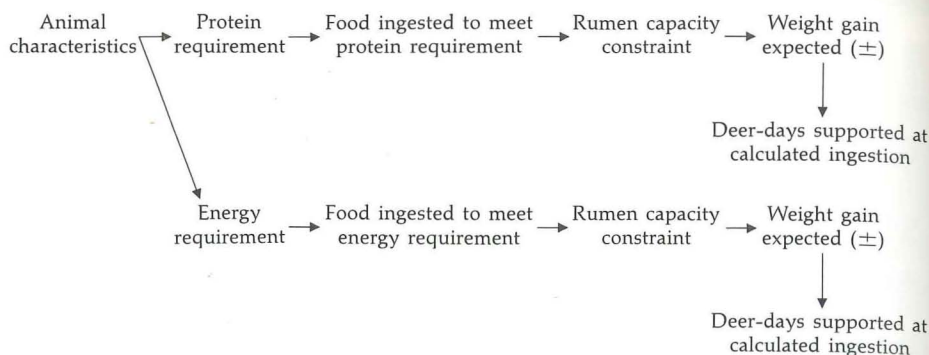 Animal characteristics
Protein requirement
Food ingested to meet protein requirement
Rumen capacity constraint
Weight gain expected (±)
Deer-days supported at calculated ingestion
Energy requirement
Food ingested to meet energy requirement
Rumen capacity constraint
Weight gain expected (±)
Deer-days supported at calculated ingestion